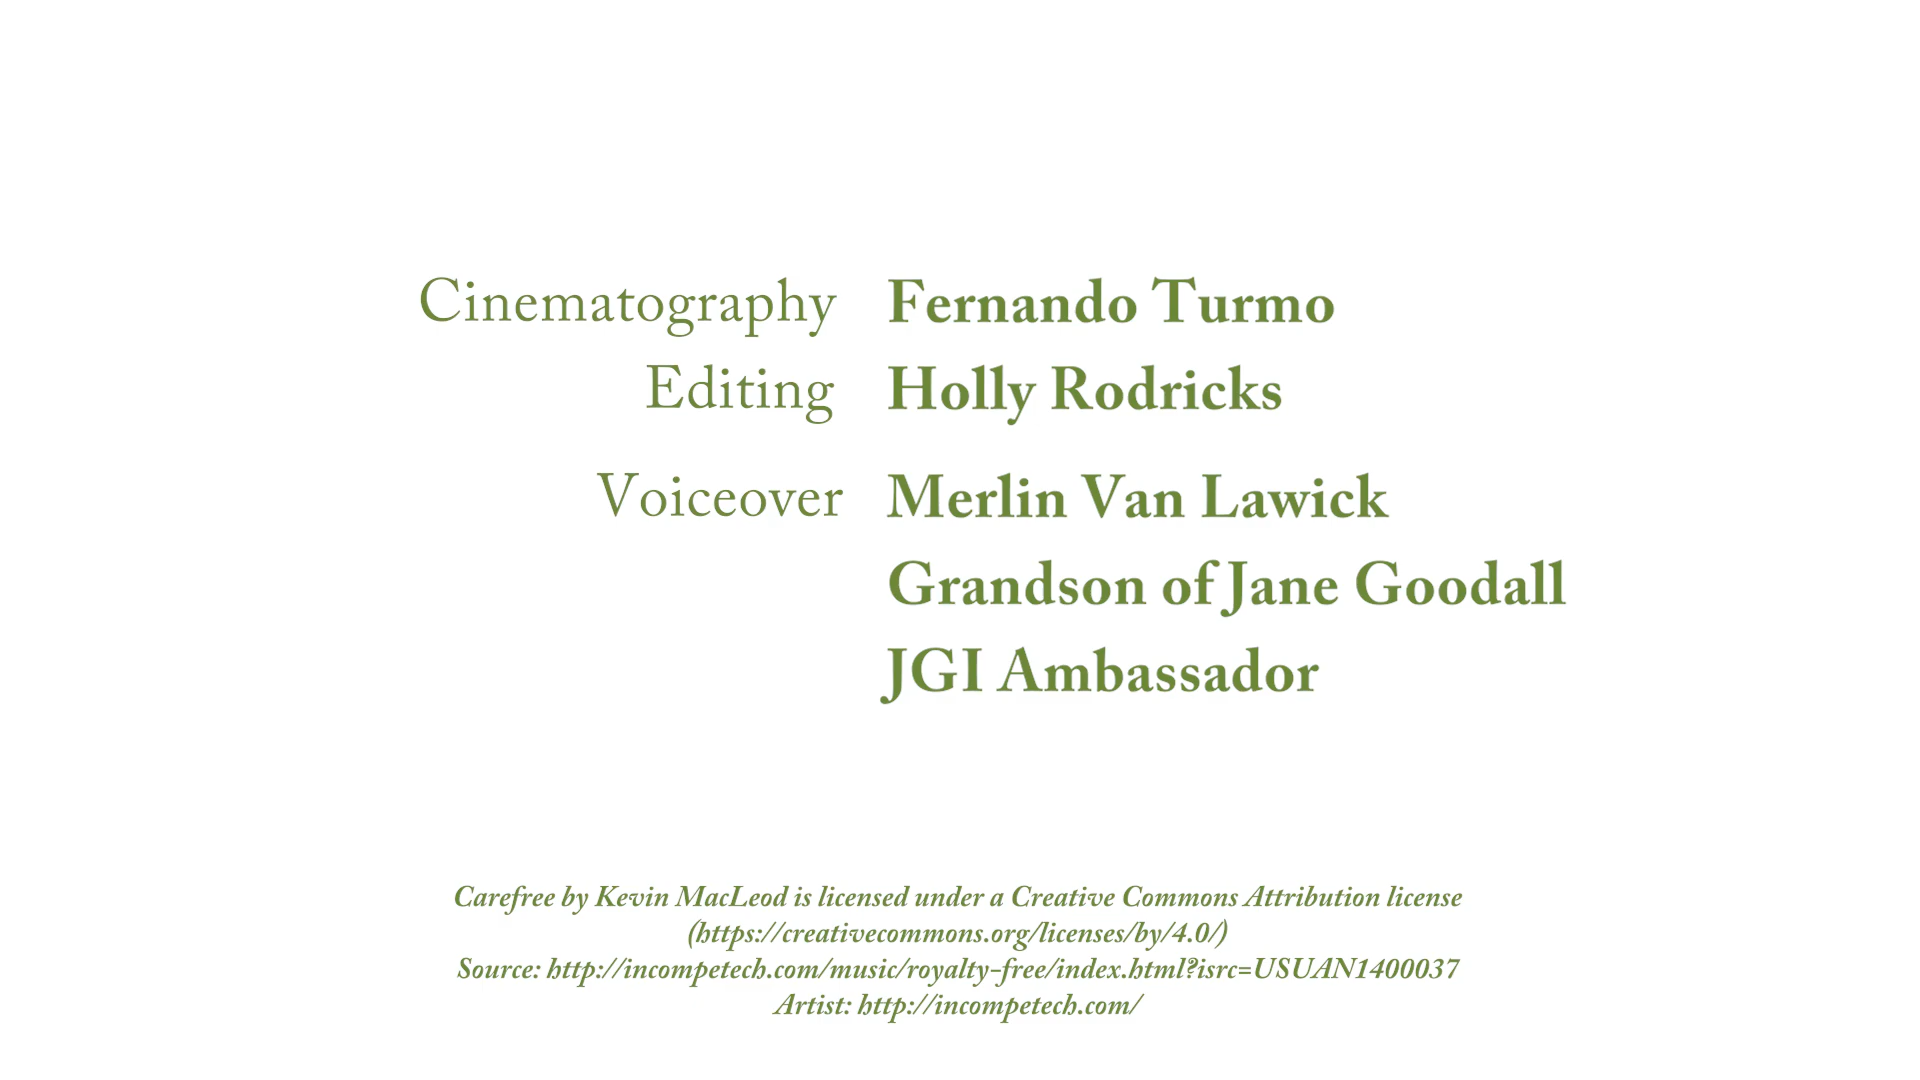 Cinematography Fernando Turmo
Editing Holly Rodricks
Voiceover Merlin Van Lawick
Grandson of Jane Goodall
JGI Ambassador
Carefree by Kevin MacLeod is licensed under a Creative Commons Attribution license
(https://creativecommons.org/licenses/by/4.0/)
Source: http://incompetech.com/music/royalty-free/index.html?isrc=USUAN1400037
Artist: http://incompetech.com/